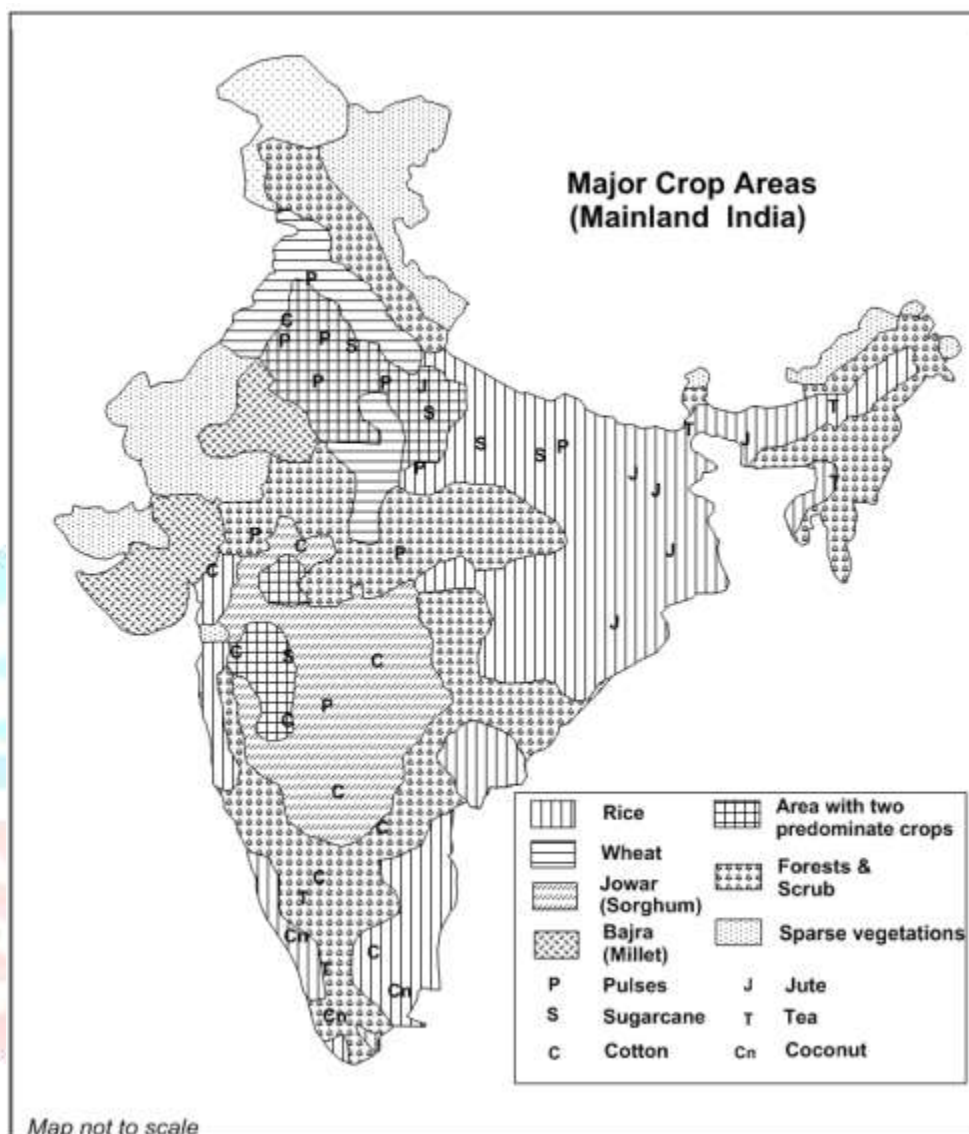 Major Crop Areas
(Mainland India)
P
C
P
P
S
P
P
J
S
P
S
S
P
J
J
J
J
T
J
T
T
P
C
P
C
C
S
C
P
C
C
C
C
T
Cn
T
C
Cn
Cn
Rice
Wheat
Jowar
(Sorghum)
Bajra
(Millet)
P Pulses
S Sugarcane
C Cotton
Area with two
predominate crops
Forests &
Scrub
Sparse vegetations
J Jute
T Tea
Cn Coconut
Map not to scale